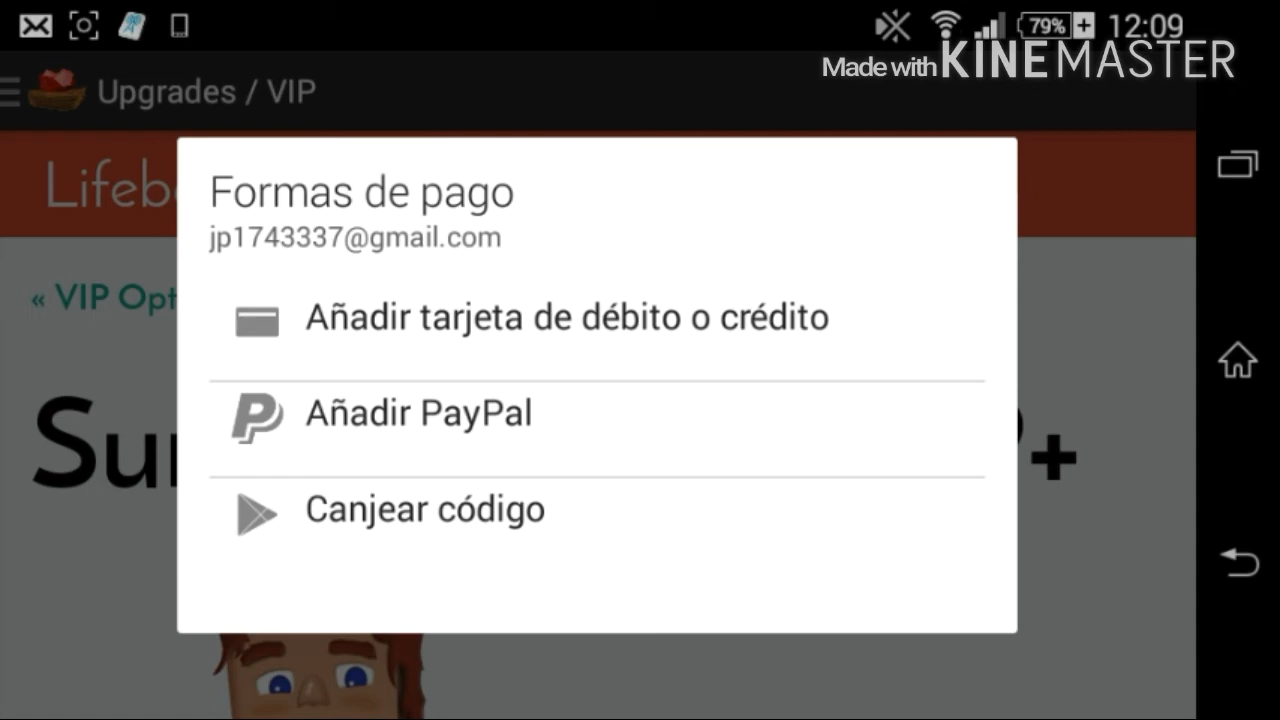 79% 12:09
Made with KINEMASTER
Upgrades / VIP
Lifeb
Formas de pago
jp1743337@gmail.com
« VIP Opt
Añadir tarjeta de débito o crédito
Añadir PayPal
Sur
+
Canjear código